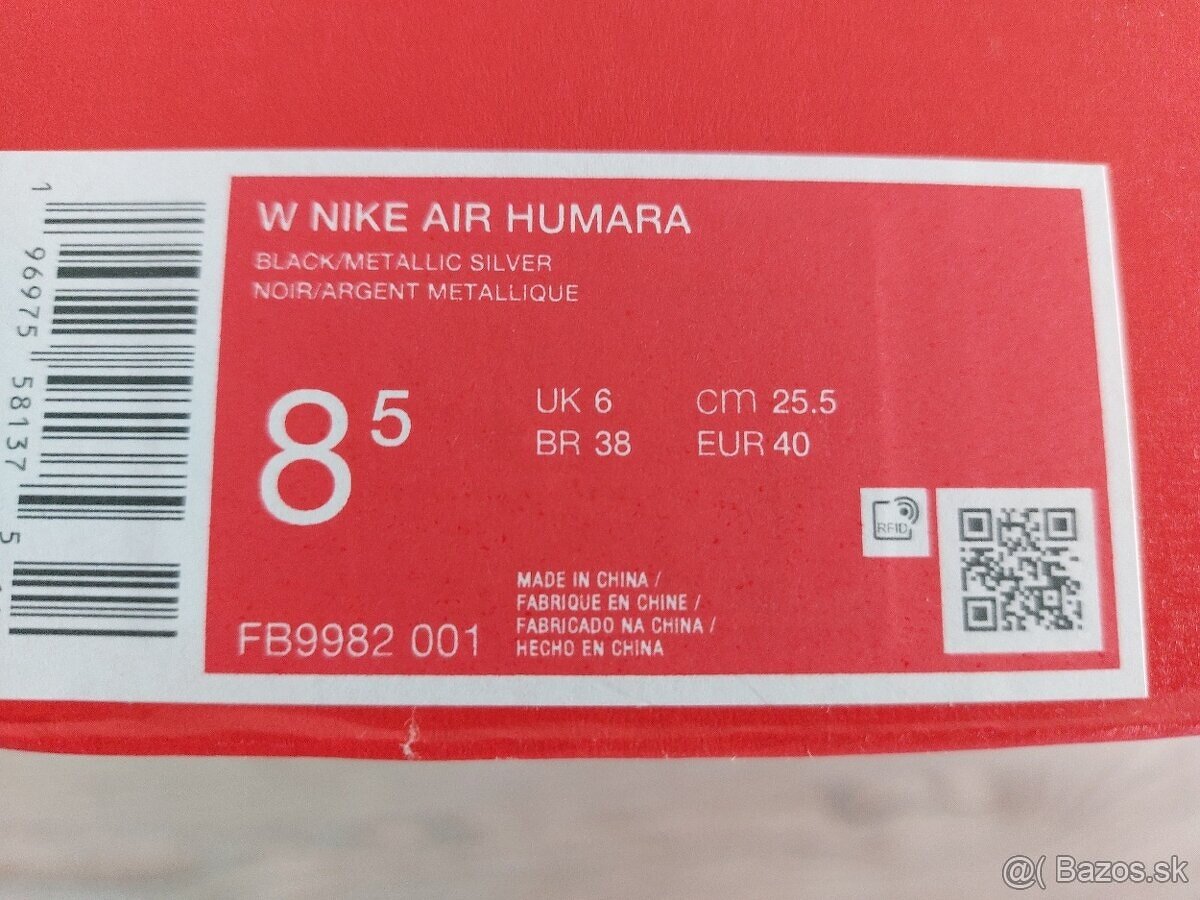 W NIKE AIR HUMARA
BLACK/METALLIC SILVER
NOIR/ARGENT METALLIQUE
8 5
UK 6 cm 25.5
BR 38 EUR 40
RFID
MADE IN CHINA /
FABRIQUE EN CHINE /
FABRICADO NA CHINA /
HECHO EN CHINA
FB9982 001
1 96975 58137 5
@( Bazos.sk